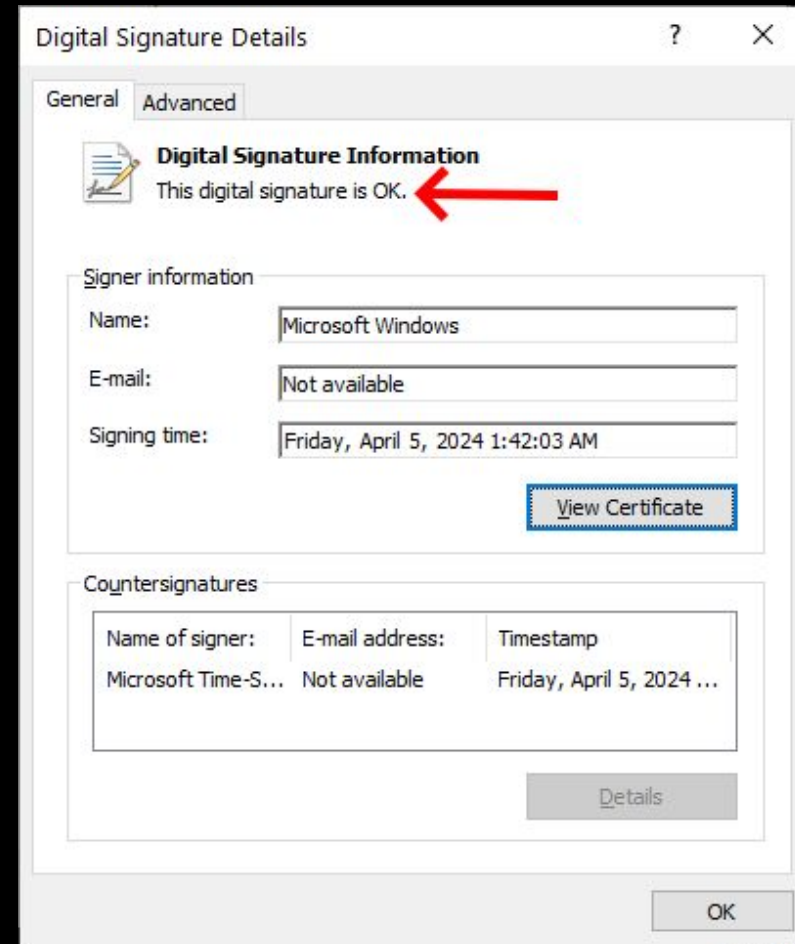 Digital Signature Details ? ×
General Advanced
Digital Signature Information
This digital signature is OK.
Signer information
Name: Microsoft Windows
E-mail: Not available
Signing time: Friday, April 5, 2024 1:42:03 AM
View Certificate
Countersignatures
Name of signer: E-mail address: Timestamp
Microsoft Time-S... Not available Friday, April 5, 2024 ...
Details
OK